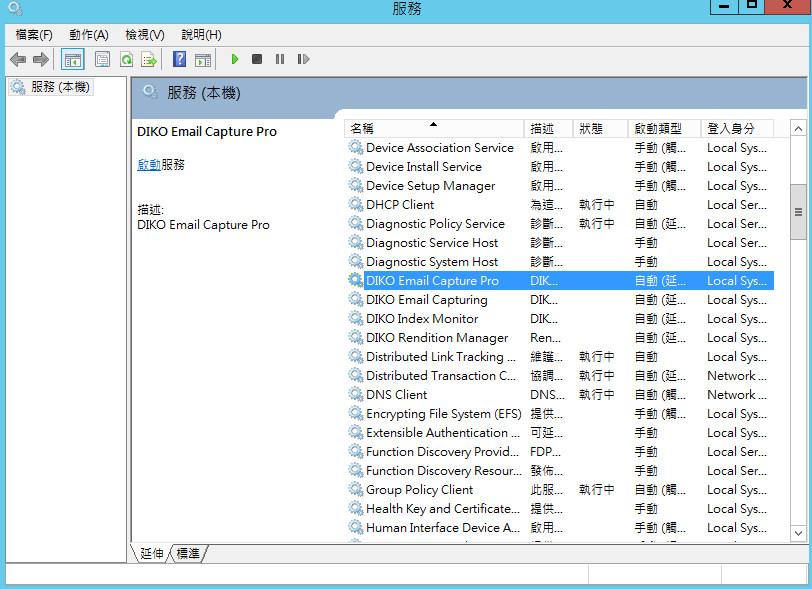 服務
檔案(F) 動作(A) 檢視(V) 說明(H)
服務 (本機)
服務 (本機)
DIKO Email Capture Pro
啟動服務
描述:
DIKO Email Capture Pro
名稱 描述 狀態 啟動類型 登入身分
Device Association Service 啟用... 手動 (觸... Local Sys...
Device Install Service 啟用... 手動 (觸... Local Sys...
Device Setup Manager 啟用... 手動 (觸... Local Sys...
DHCP Client 為這... 執行中 自動 Local Ser...
Diagnostic Policy Service 診斷... 執行中 自動 (延... Local Ser...
Diagnostic Service Host 診斷... 手動 Local Ser...
Diagnostic System Host 診斷... 手動 Local Sys...
DIKO Email Capture Pro DIK... 自動 (延... Local Sys...
DIKO Email Capturing DIK... 自動 (延... Local Sys...
DIKO Index Monitor DIK... 自動 (延... Local Sys...
DIKO Rendition Manager Ren... 自動 (延... Local Sys...
Distributed Link Tracking ... 維護... 執行中 自動 Local Sys...
Distributed Transaction C... 協調... 執行中 自動 (延... Network ...
DNS Client DNS... 執行中 自動 (觸... Network ...
Encrypting File System (EFS) 提供... 手動 (觸... Local Sys...
Extensible Authentication ... 可延... 手動 Local Sys...
Function Discovery Provid... FDP... 手動 Local Ser...
Function Discovery Resour... 發佈... 手動 Local Ser...
Group Policy Client 此服... 執行中 自動 (觸... Local Sys...
Health Key and Certificate... 提供... 手動 Local Sys...
Human Interface Device A... 啟用... 手動 (觸... Local Sys...
延伸 標準